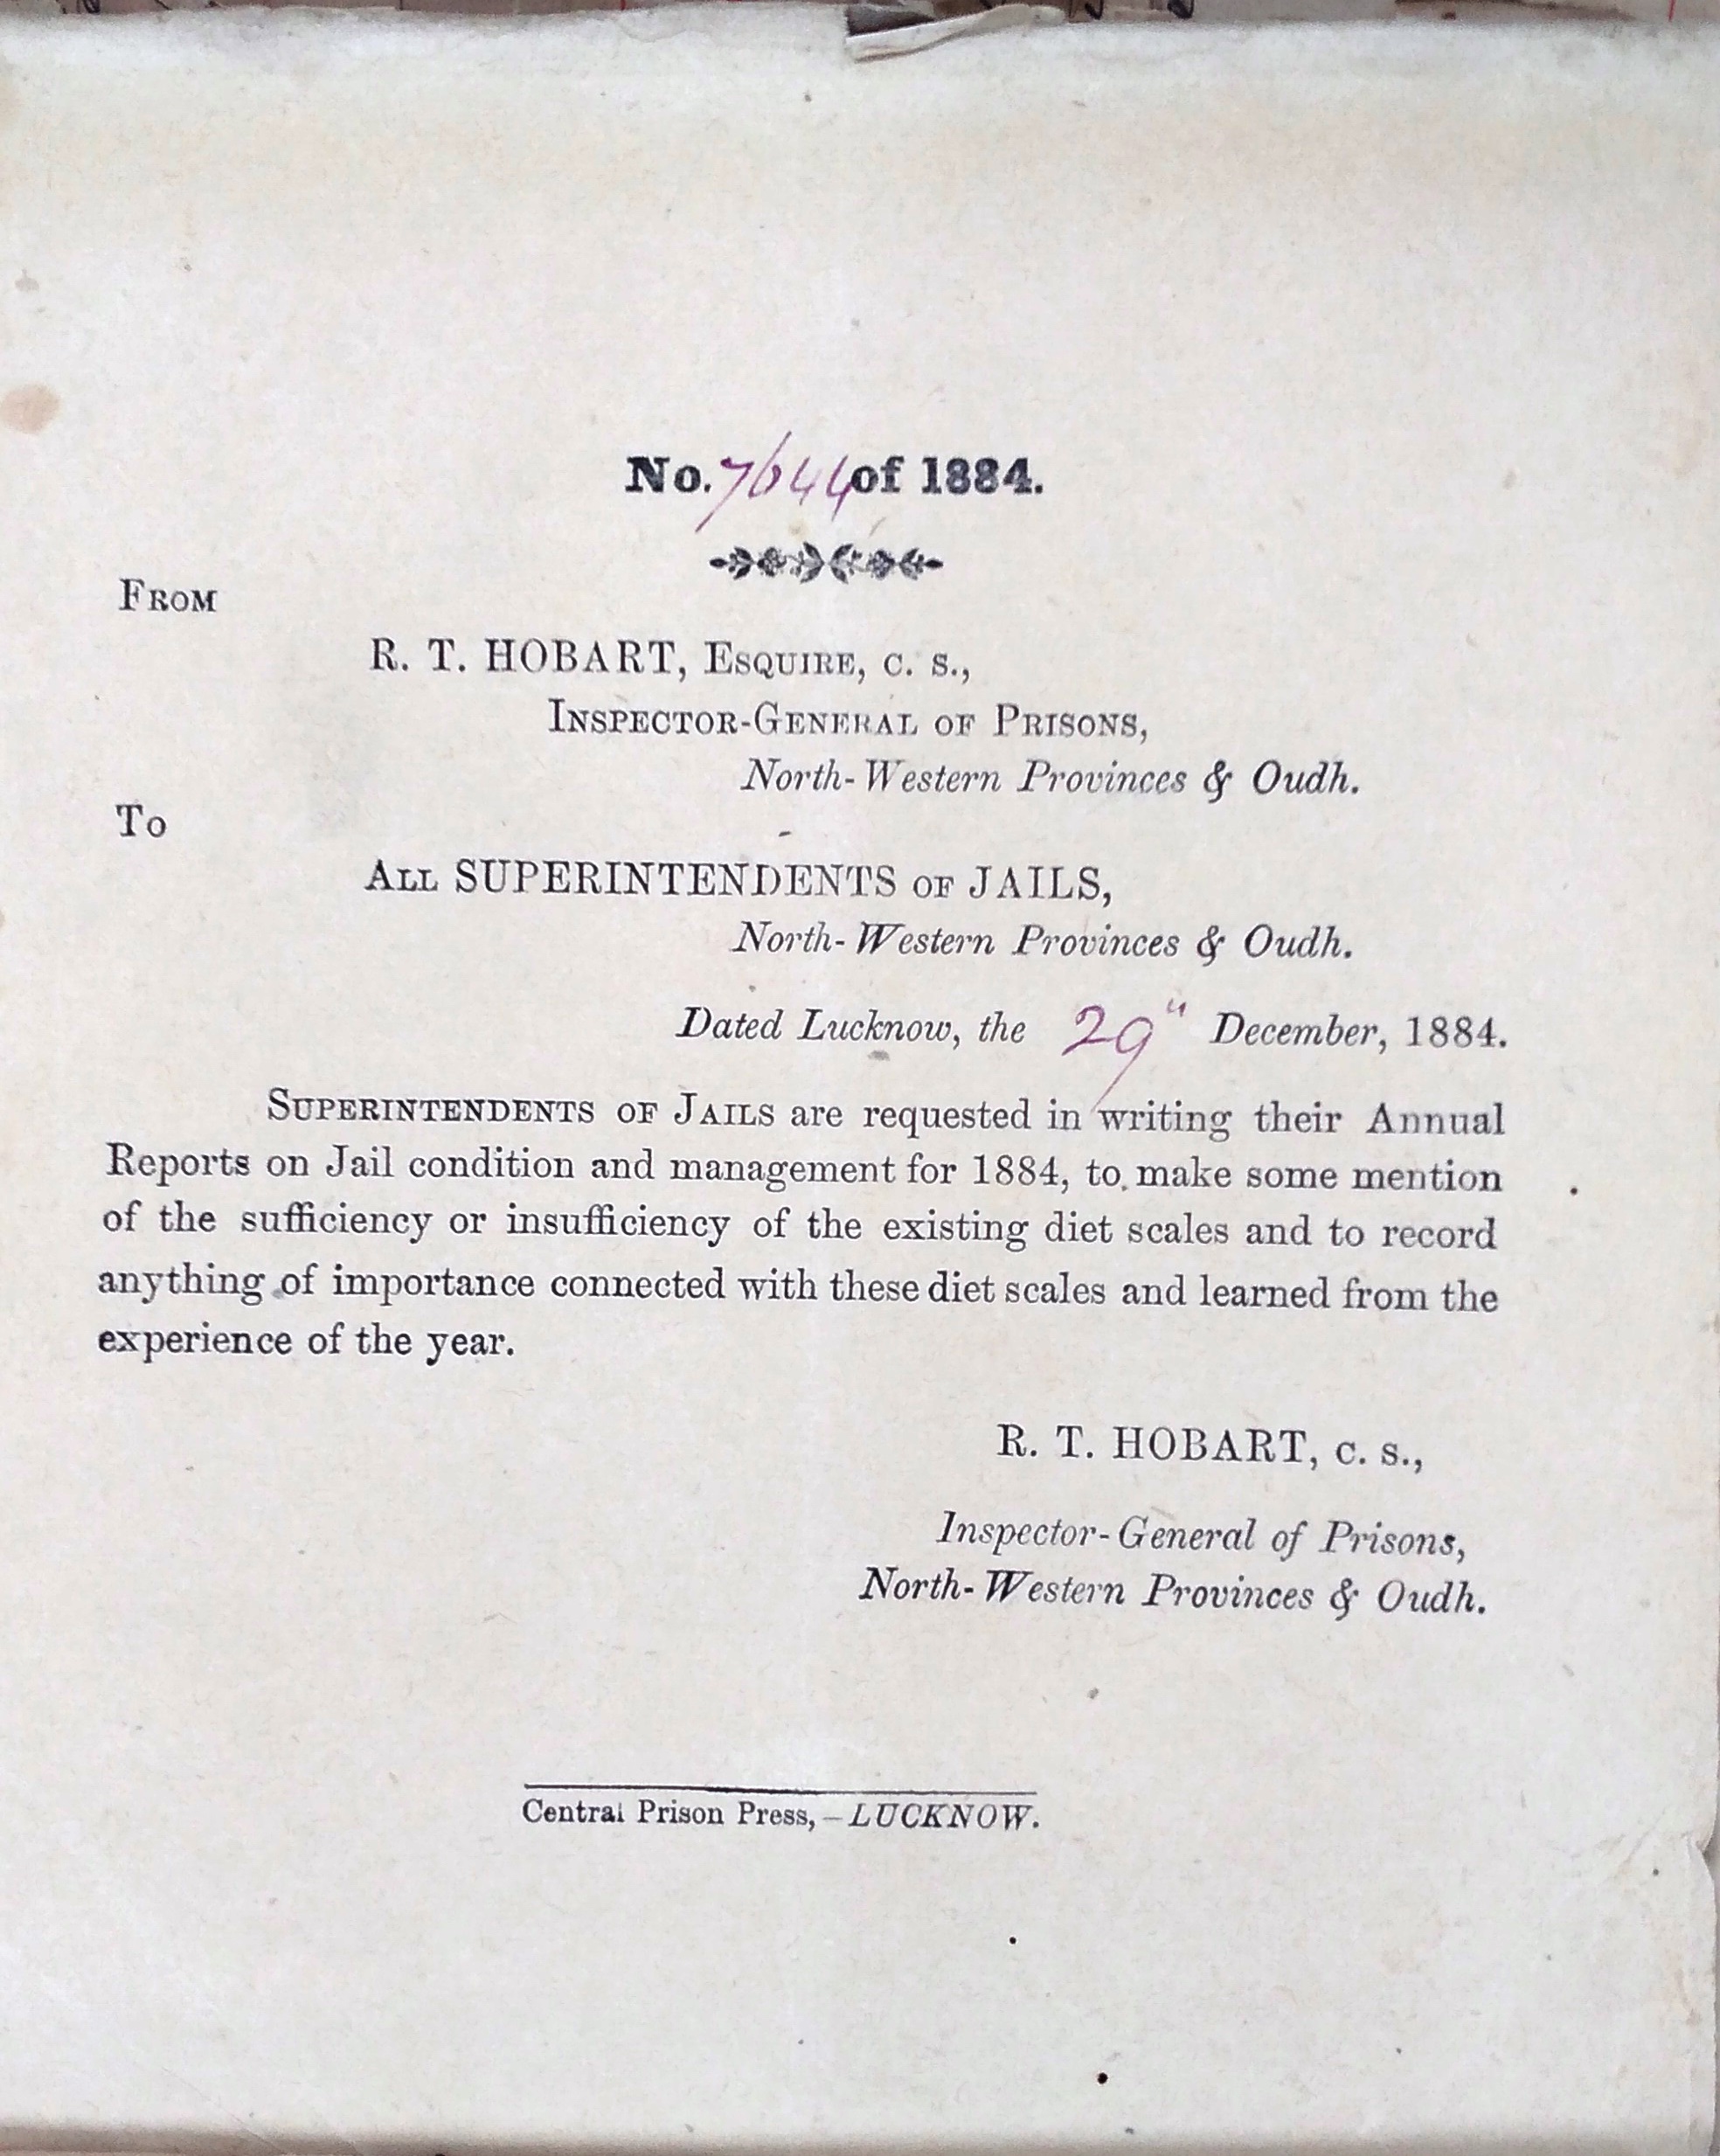 No. 7644 of 1884.
FROM
R. T. HOBART, ESQUIRE, C. S.,
INSPECTOR-GENERAL OF PRISONS,
North-Western Provinces & Oudh.
To
ALL SUPERINTENDENTS OF JAILS,
North-Western Provinces & Oudh.
Dated Lucknow, the 29" December, 1884.
SUPERINTENDENTS OF JAILS are requested in writing their Annual
Reports on Jail condition and management for 1884, to make some mention
of the sufficiency or insufficiency of the existing diet scales and to record
anything of importance connected with these diet scales and learned from the
experience of the year.
R. T. HOBART, C. S.,
Inspector-General of Prisons,
North-Western Provinces & Oudh.
Central Prison Press,—LUCKNOW.